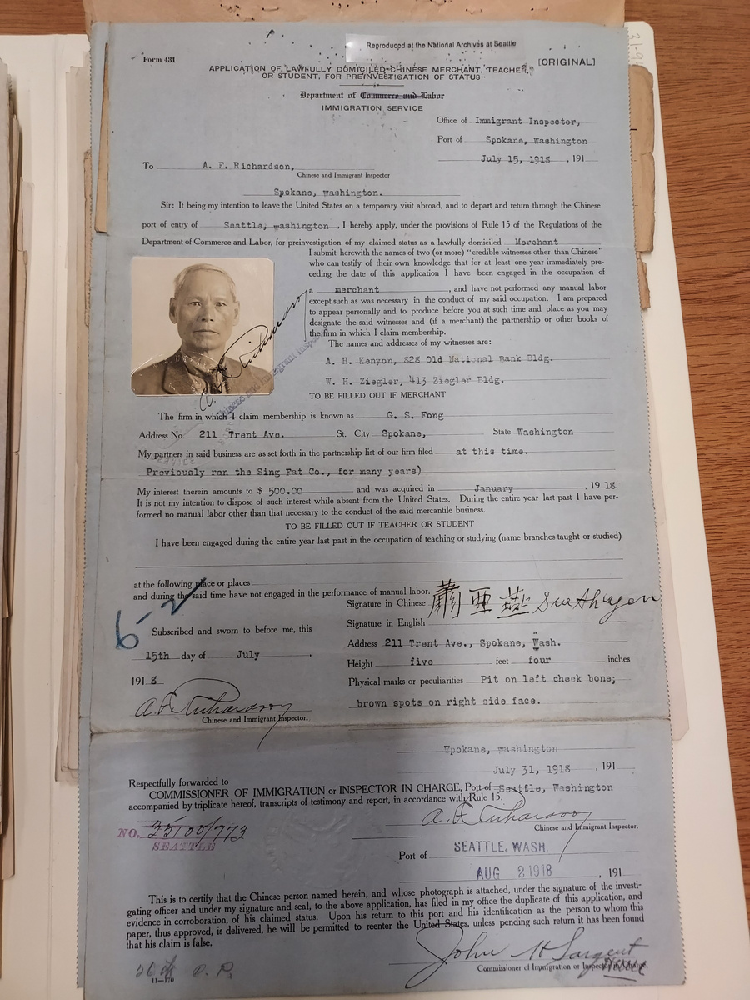 Reproduced at the National Archives at Seattle
Form 431
[ORIGINAL]
APPLICATION OF LAWFULLY DOMICILED CHINESE MERCHANT, TEACHER,
OR STUDENT, FOR PREINVESTIGATION OF STATUS
Department of Commerce and Labor
IMMIGRATION SERVICE
Office of Immigrant Inspector,
Port of Spokane, Washington
July 15, 1918 , 191
To A. F. Richardson,
Chinese and Immigrant Inspector
Spokane, washington.
Sir: It being my intention to leave the United States on a temporary visit abroad, and to depart and return through the Chinese
port of entry of Seattle, washington , I hereby apply, under the provisions of Rule 15 of the Regulations of the
Department of Commerce and Labor, for preinvestigation of my claimed status as a lawfully domiciled Merchant
I submit herewith the names of two (or more) “credible witnesses other than Chinese”
who can testify of their own knowledge that for at least one year immediately pre-
ceding the date of this application I have been engaged in the occupation of
a merchant , and have not performed any manual labor
except such as was necessary in the conduct of my said occupation. I am prepared
to appear personally and to produce before you at such time and place as you may
designate the said witnesses and (if a merchant) the partnership or other books of
the firm in which I claim membership.
The names and addresses of my witnesses are:
A. H. Kenyon, 828 Old National Bank Bldg.
W. H. Ziegler, 413 Ziegler Bldg.
A. F. Richardson
Chinese and Immigrant Inspector
TO BE FILLED OUT IF MERCHANT
The firm in which I claim membership is known as G. S. Fong
Address No. 211 Trent Ave. St. City Spokane, State Washington
My partners in said business are as set forth in the partnership list of our firm filed at this time.
Previously ran the Sing Fat Co., for many years)
My interest therein amounts to $ 500.00 and was acquired in January , 1918
It is not my intention to dispose of such interest while absent from the United States. During the entire year last past I have per-
formed no manual labor other than that necessary to the conduct of the said mercantile business.
TO BE FILLED OUT IF TEACHER OR STUDENT
I have been engaged during the entire year last past in the occupation of teaching or studying (name branches taught or studied)
at the following place or places
and during the said time have not engaged in the performance of manual labor.
Signature in Chinese 蕭亞燕
Signature in English
6-2
Subscribed and sworn to before me, this
15th day of July ,
1918
A. F. Richardson
Chinese and Immigrant Inspector.
Address 211 Trent Ave., Spokane, Wash.
Height five feet four inches
Physical marks or peculiarities Pit on left cheek bone;
brown spots on right side face.
Wpokane, washington
July 31, 1918 , 191
Respectfully forwarded to
COMMISSIONER OF IMMIGRATION or INSPECTOR IN CHARGE, Port of Seattle, Washington
accompanied by triplicate hereof, transcripts of testimony and report, in accordance with Rule 15.
A. F. Richardson
Chinese and Immigrant Inspector.
NO. 35100/773
SEATTLE
Port of SEATTLE, WASH.
AUG 2 1918 , 191
This is to certify that the Chinese person named herein, and whose photograph is attached, under the signature of the investi-
gating officer and under my signature and seal, to the above application, has filed in my office the duplicate of this application, and
evidence in corroboration, of his claimed status. Upon his return to this port and his identification as the person to whom this
paper, thus approved, is delivered, he will be permitted to reenter the United States, unless pending such return it has been found
that his claim is false.
John H Sargent
Commissioner of Immigration or Inspector in Charge.
11—170